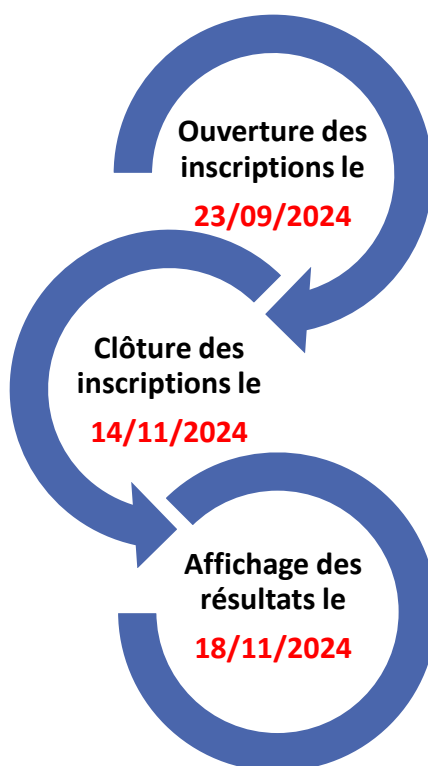 Ouverture des
inscriptions le
23/09/2024
Clôture des
inscriptions le
14/11/2024
Affichage des
résultats le
18/11/2024